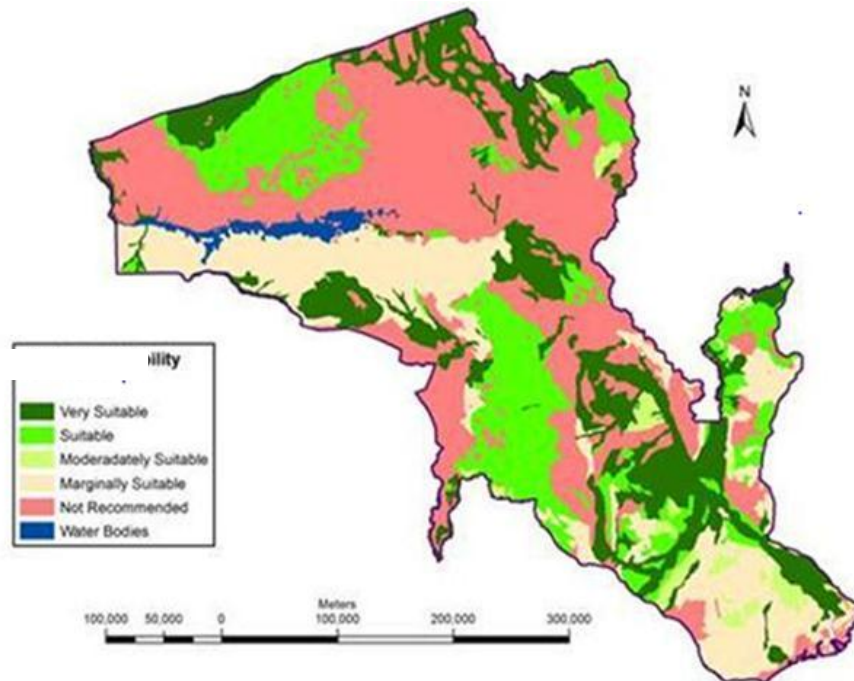 N
bility
Very Suitable
Suitable
Moderadately Suitable
Marginally Suitable
Not Recommended
Water Bodies
Meters
100,000 50,000 0 100,000 200,000 300,000